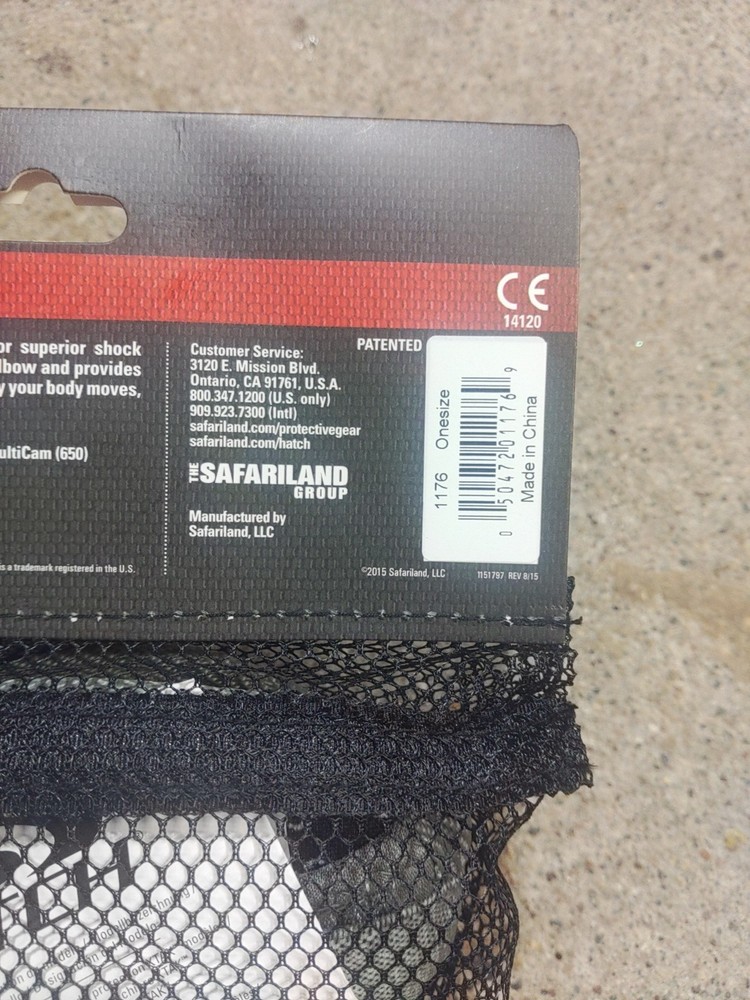 CE
14120
or superior shock
lbow and provides
y your body moves,
ultiCam (650)
is a trademark registered in the U.S.
Customer Service:
3120 E. Mission Blvd.
Ontario, CA 91761, U.S.A.
800.347.1200 (U.S. only)
909.923.7300 (Intl)
safariland.com/protectivegear
safariland.com/hatch
THE SAFARILAND
GROUP
Manufactured by
Safariland, LLC
PATENTED
1176 Onesize
0 50472 01176 9
Made in China
©2015 Safariland, LLC
1151797 REV 8/15